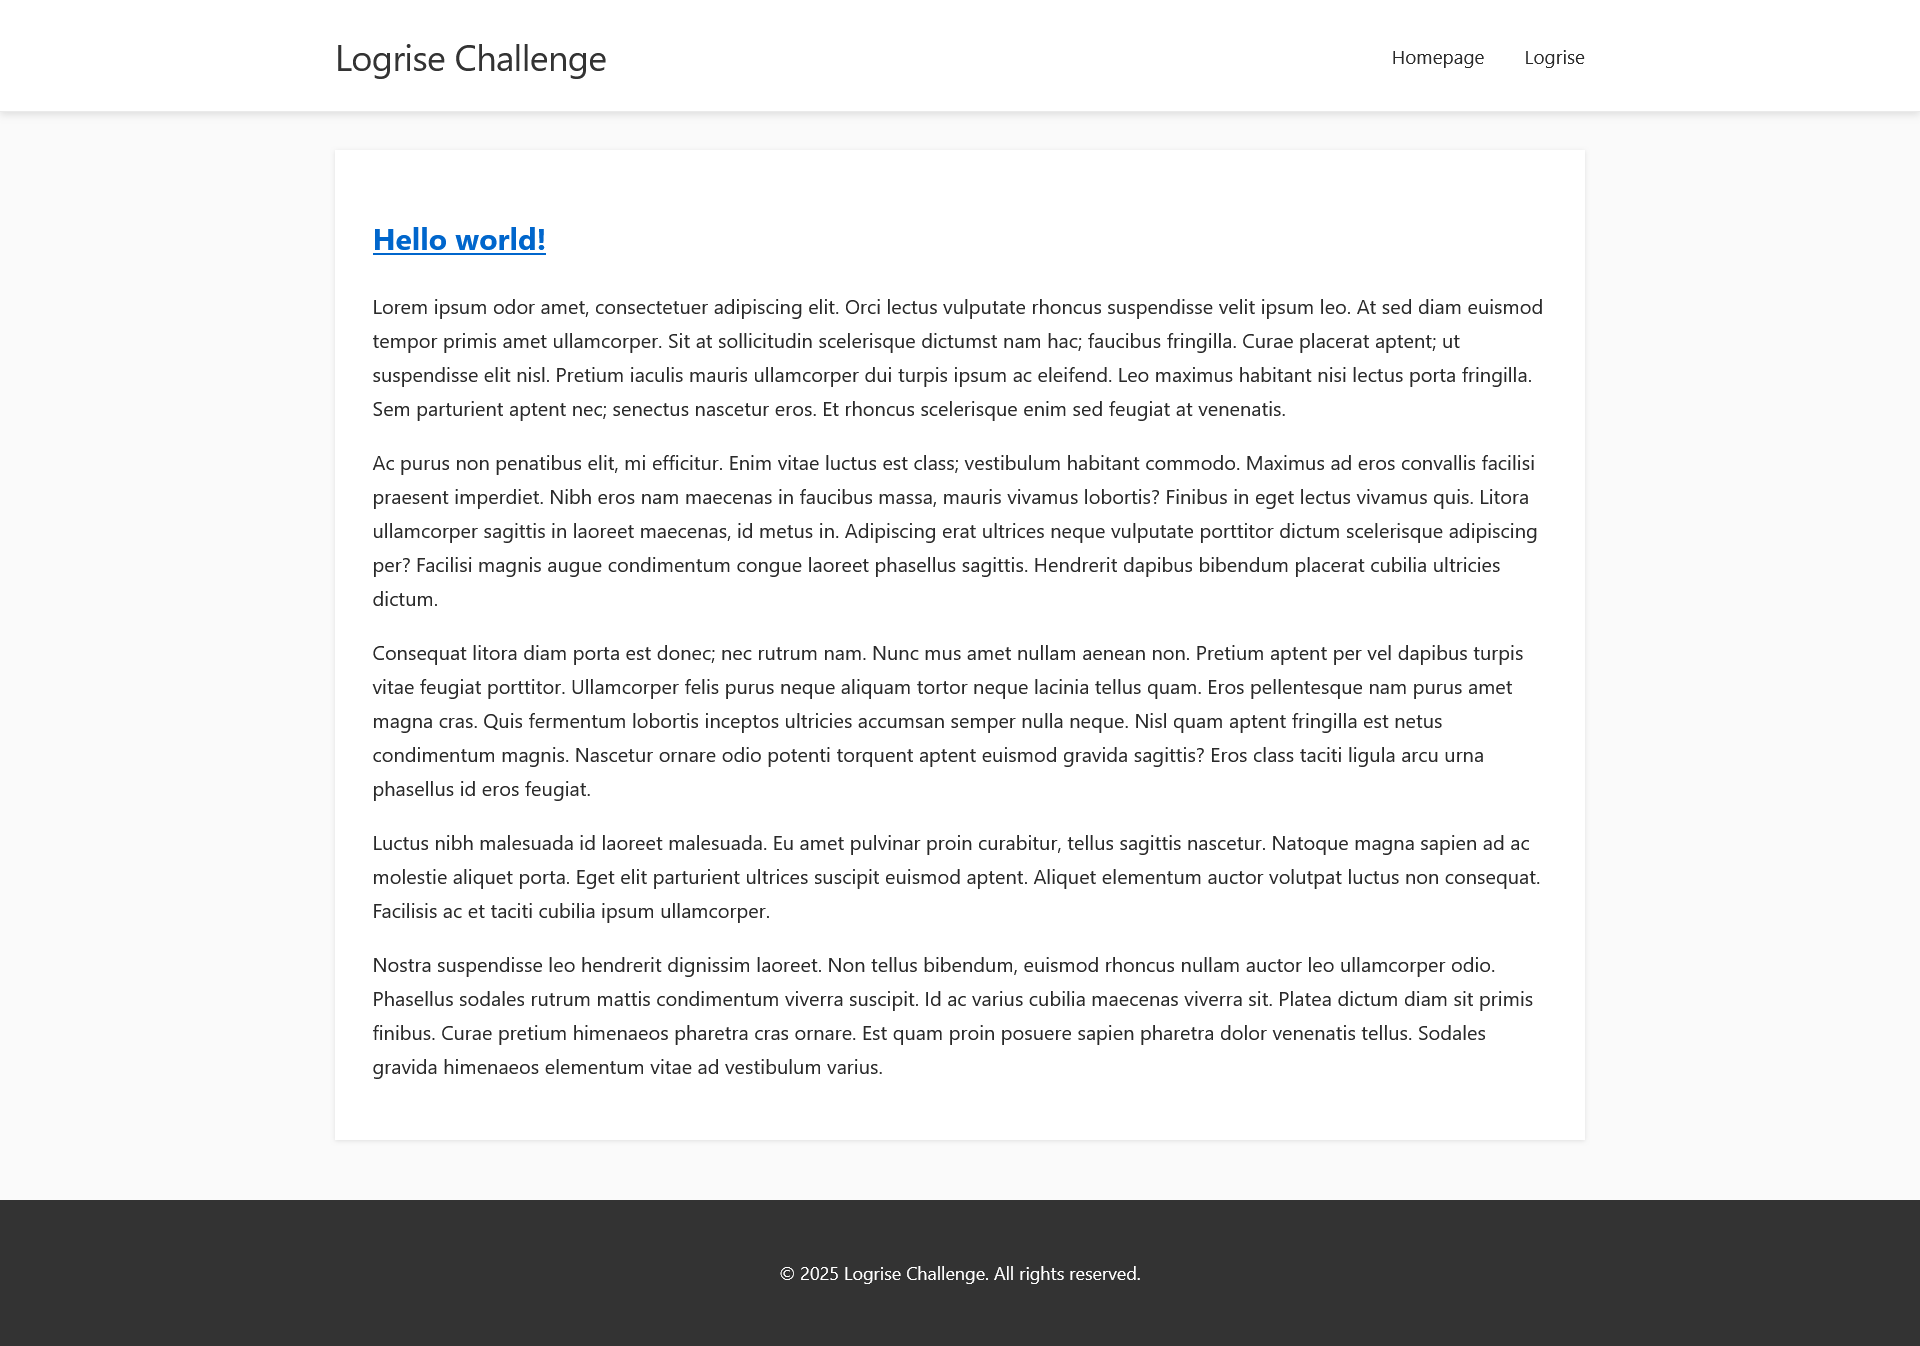 Logrise Challenge
Homepage
Logrise
Hello world!
Lorem ipsum odor amet, consectetuer adipiscing elit. Orci lectus vulputate rhoncus suspendisse velit ipsum leo. At sed diam euismod
tempor primis amet ullamcorper. Sit at sollicitudin scelerisque dictumst nam hac; faucibus fringilla. Curae placerat aptent; ut
suspendisse elit nisl. Pretium iaculis mauris ullamcorper dui turpis ipsum ac eleifend. Leo maximus habitant nisi lectus porta fringilla.
Sem parturient aptent nec; senectus nascetur eros. Et rhoncus scelerisque enim sed feugiat at venenatis.
Ac purus non penatibus elit, mi efficitur. Enim vitae luctus est class; vestibulum habitant commodo. Maximus ad eros convallis facilisi
praesent imperdiet. Nibh eros nam maecenas in faucibus massa, mauris vivamus lobortis? Finibus in eget lectus vivamus quis. Litora
ullamcorper sagittis in laoreet maecenas, id metus in. Adipiscing erat ultrices neque vulputate porttitor dictum scelerisque adipiscing
per? Facilisi magnis augue condimentum congue laoreet phasellus sagittis. Hendrerit dapibus bibendum placerat cubilia ultricies
dictum.
Consequat litora diam porta est donec; nec rutrum nam. Nunc mus amet nullam aenean non. Pretium aptent per vel dapibus turpis
vitae feugiat porttitor. Ullamcorper felis purus neque aliquam tortor neque lacinia tellus quam. Eros pellentesque nam purus amet
magna cras. Quis fermentum lobortis inceptos ultricies accumsan semper nulla neque. Nisl quam aptent fringilla est netus
condimentum magnis. Nascetur ornare odio potenti torquent aptent euismod gravida sagittis? Eros class taciti ligula arcu urna
phasellus id eros feugiat.
Luctus nibh malesuada id laoreet malesuada. Eu amet pulvinar proin curabitur, tellus sagittis nascetur. Natoque magna sapien ad ac
molestie aliquet porta. Eget elit parturient ultrices suscipit euismod aptent. Aliquet elementum auctor volutpat luctus non consequat.
Facilisis ac et taciti cubilia ipsum ullamcorper.
Nostra suspendisse leo hendrerit dignissim laoreet. Non tellus bibendum, euismod rhoncus nullam auctor leo ullamcorper odio.
Phasellus sodales rutrum mattis condimentum viverra suscipit. Id ac varius cubilia maecenas viverra sit. Platea dictum diam sit primis
finibus. Curae pretium himenaeos pharetra cras ornare. Est quam proin posuere sapien pharetra dolor venenatis tellus. Sodales
gravida himenaeos elementum vitae ad vestibulum varius.
© 2025 Logrise Challenge. All rights reserved.